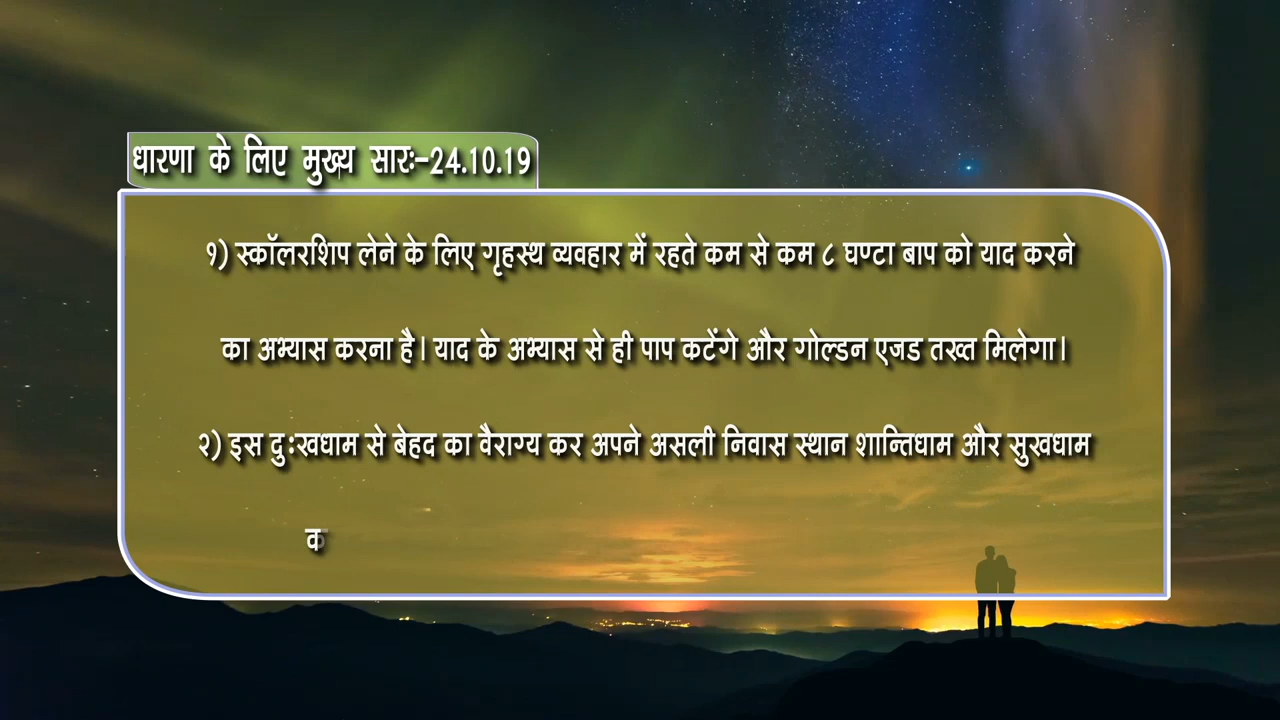 धारणा के लिए मुख्य सारः-24.10.19
१) स्कॉलरशिप लेने के लिए गृहस्थ व्यवहार में रहते कम से कम ८ घण्टा बाप को याद करने
का अभ्यास करना है। याद के अभ्यास से ही पाप कटेंगे और गोल्डन एजड तख्त मिलेगा।
२) इस दुःखधाम से बेहद का वैराग्य कर अपने असली निवास स्थान शान्तिधाम और सुखधाम
क